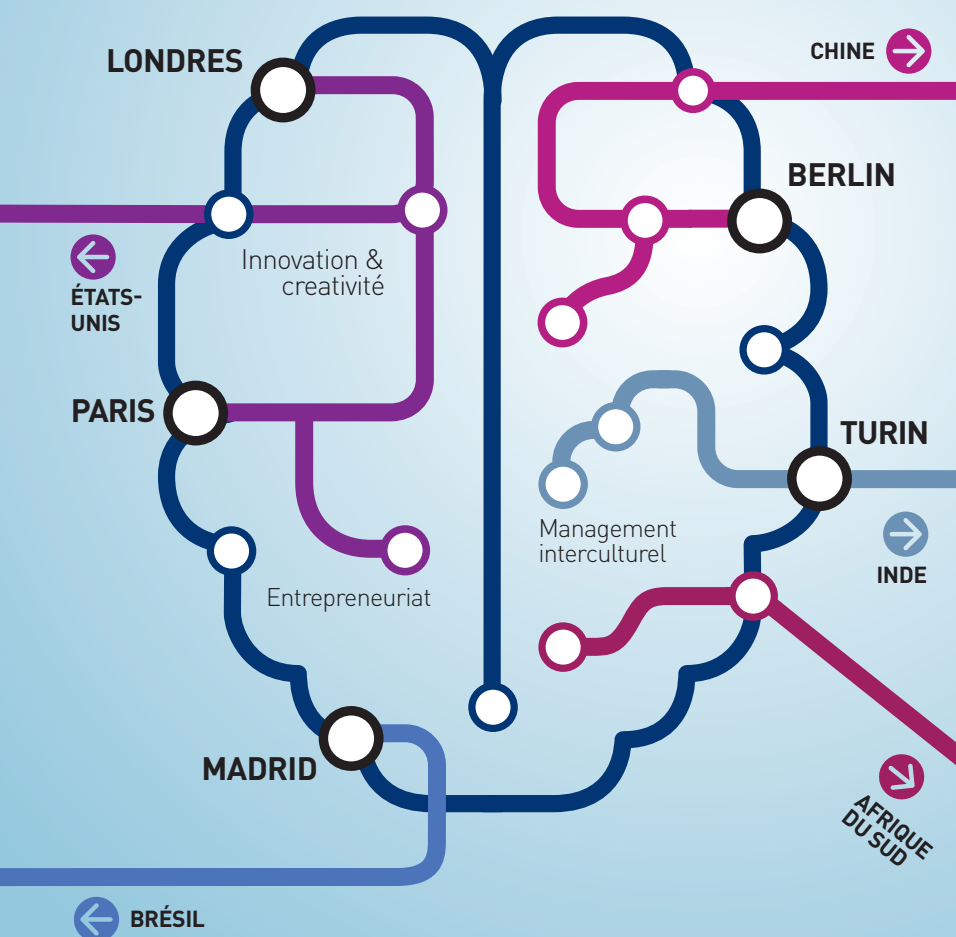 LONDRES
CHINE
BERLIN
Innovation &
creativité
ÉTATS-
UNIS
PARIS
TURIN
Management
interculturel
INDE
Entrepreneuriat
MADRID
AFRIQUE
DU SUD
BRÉSIL